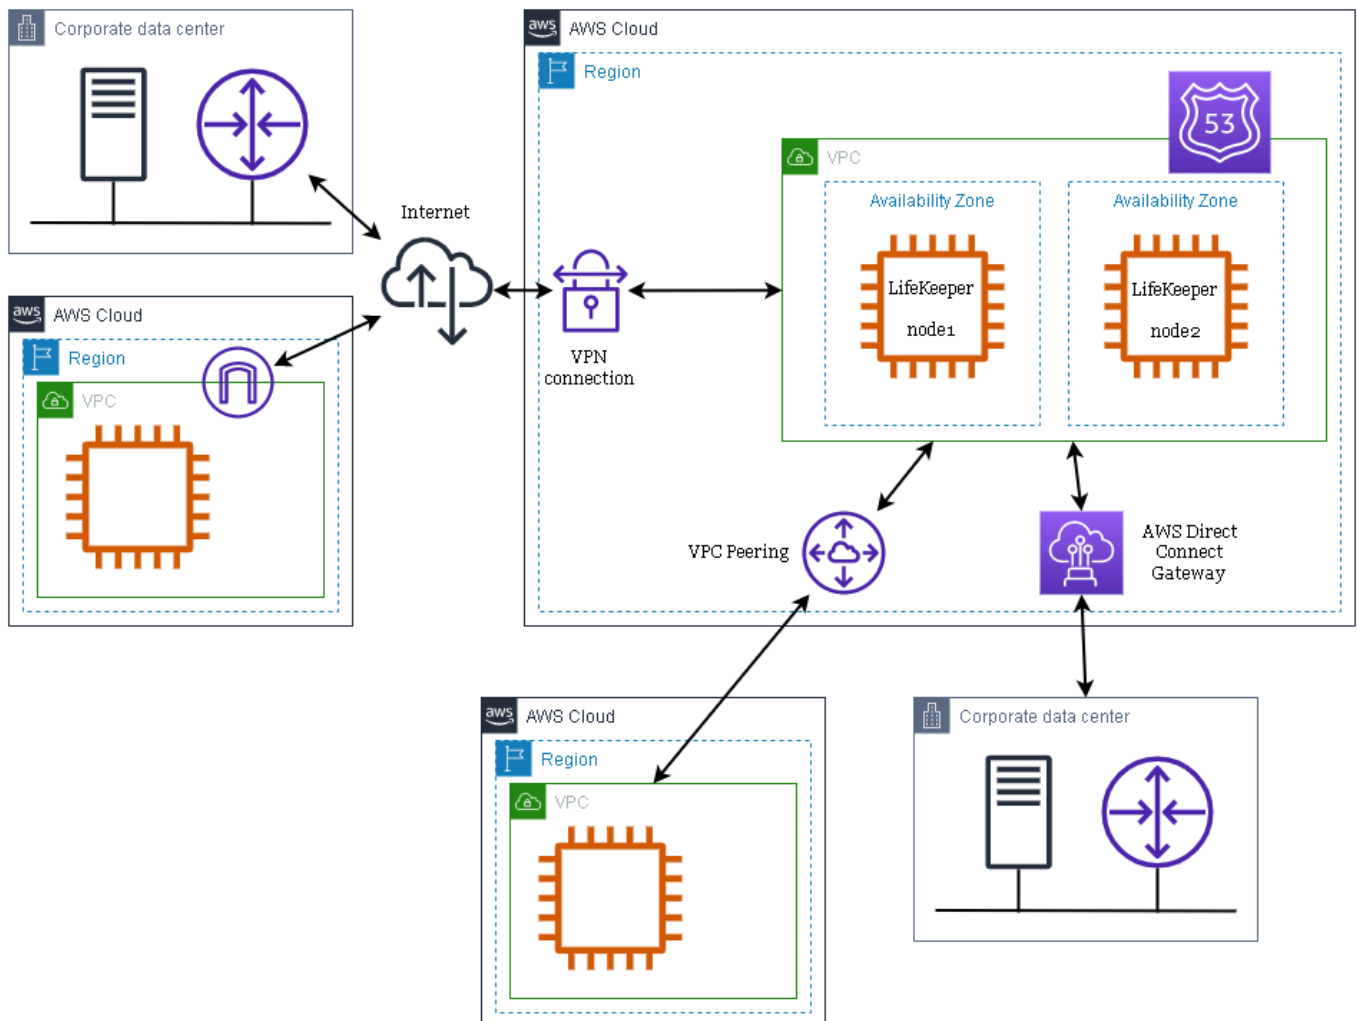 Corporate data center
aws
AWS Cloud
Region
53
VPC
Availability Zone
Availability Zone
Internet
LifeKeeper
node1
LifeKeeper
node2
aws
AWS Cloud
Region
VPC
VPN
connection
VPC Peering
AWS Direct
Connect
Gateway
aws
AWS Cloud
Region
VPC
Corporate data center